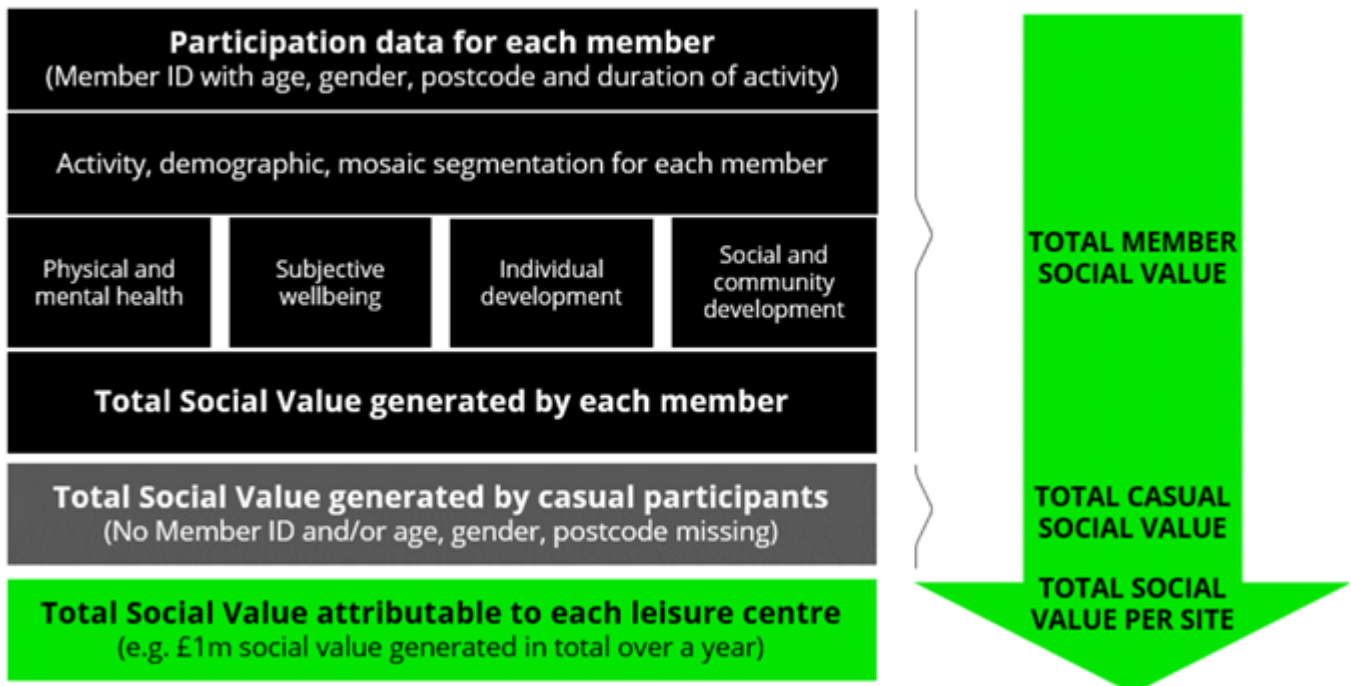 Participation data for each member
(Member ID with age, gender, postcode and duration of activity)
Activity, demographic, mosaic segmentation for each member
Physical and
mental health
Subjective
wellbeing
Individual
development
Social and
community
development
Total Social Value generated by each member
Total Social Value generated by casual participants
(No Member ID and/or age, gender, postcode missing)
Total Social Value attributable to each leisure centre
(e.g. £1m social value generated in total over a year)
TOTAL MEMBER
SOCIAL VALUE
TOTAL CASUAL
SOCIAL VALUE
TOTAL SOCIAL
VALUE PER SITE